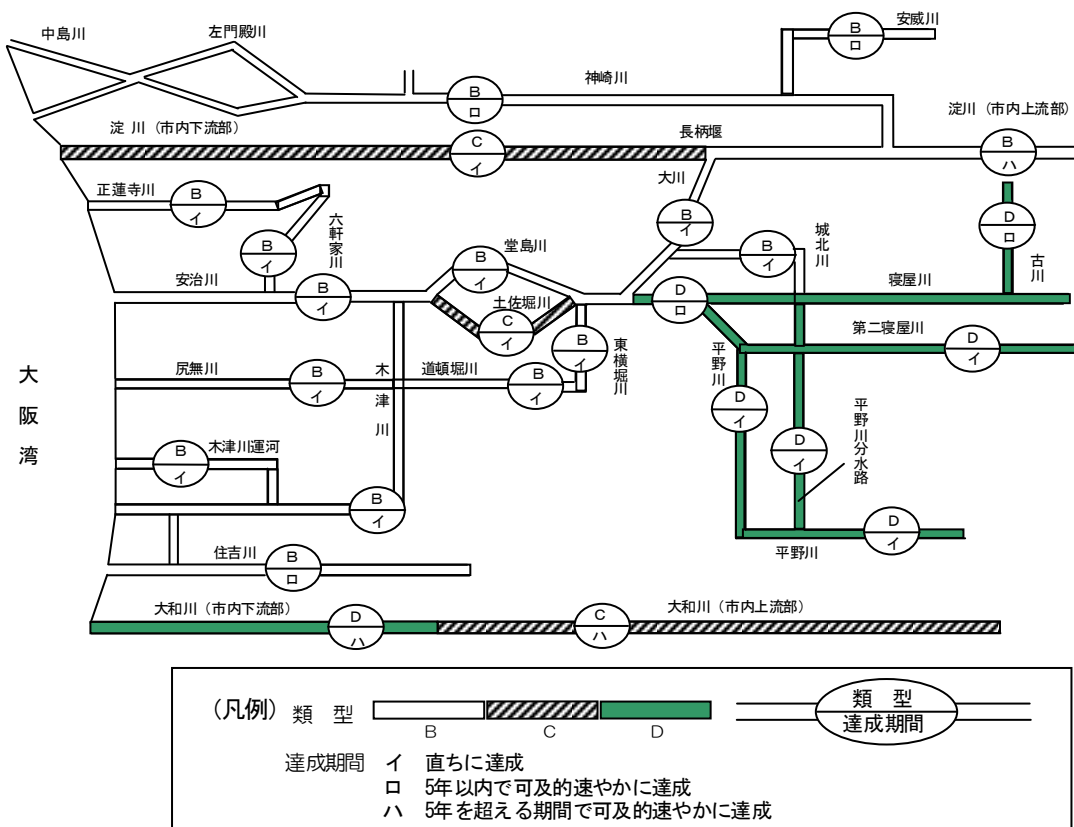 中島川
左門殿川
B
ロ
安威川
神崎川
B
ロ
淀 川（市内下流部）
C
イ
長柄堰
淀川（市内上流部）
B
ハ
正蓮寺川
B
イ
六軒家川
B
イ
大川
B
イ
城北川
B
イ
D
ロ
古川
安治川
B
イ
堂島川
B
イ
土佐堀川
C
イ
D
ロ
寝屋川
東横堀川
B
イ
第二寝屋川
D
イ
大阪湾
尻無川
B
イ
木津川
道頓堀川
B
イ
平野川
D
イ
D
イ
平野川分水路
木津川運河
B
イ
B
イ
D
イ
平野川
住吉川
B
ロ
大和川（市内下流部）
D
ハ
C
ハ
大和川（市内上流部）
（凡例） 類 型
B C D
類 型
達成期間
達成期間 イ 直ちに達成
ロ 5年以内で可及的速やかに達成
ハ 5年を超える期間で可及的速やかに達成